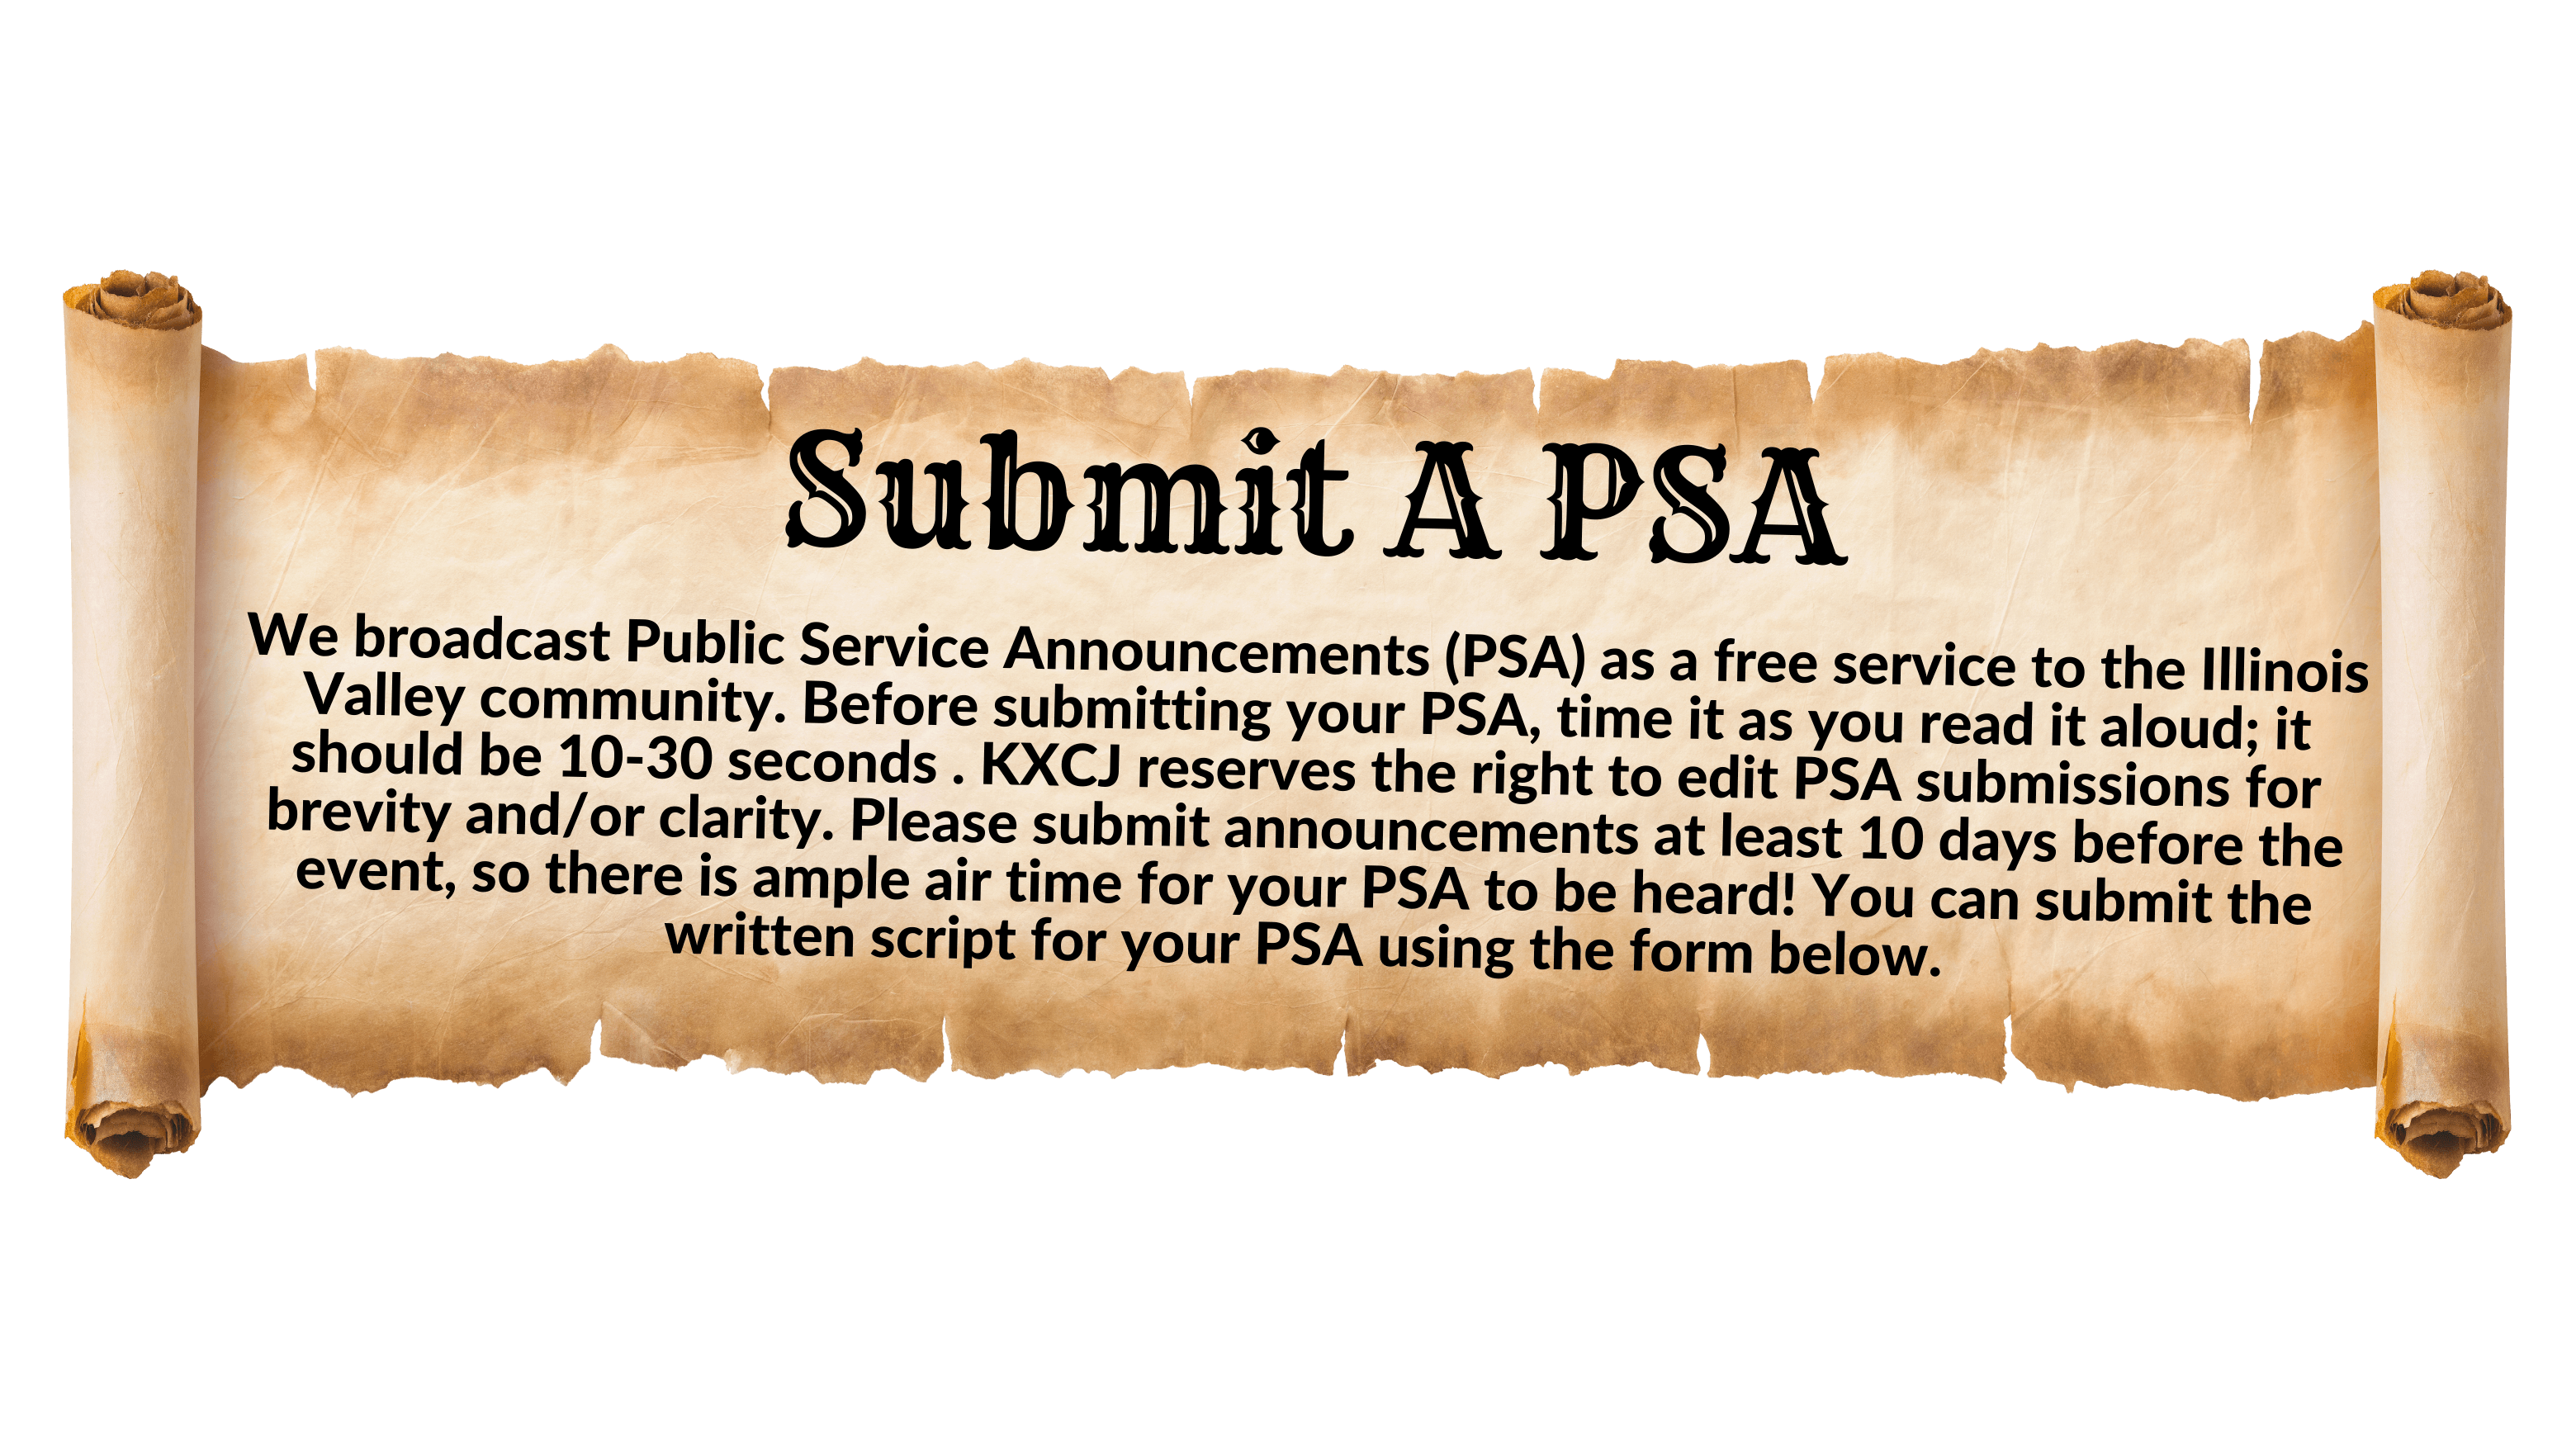 Submit A PSA
We broadcast Public Service Announcements (PSA) as a free service to the Illinois
Valley community. Before submitting your PSA, time it as you read it aloud; it
should be 10-30 seconds . KXCJ reserves the right to edit PSA submissions for
brevity and/or clarity. Please submit announcements at least 10 days before the
event, so there is ample air time for your PSA to be heard! You can submit the
written script for your PSA using the form below.